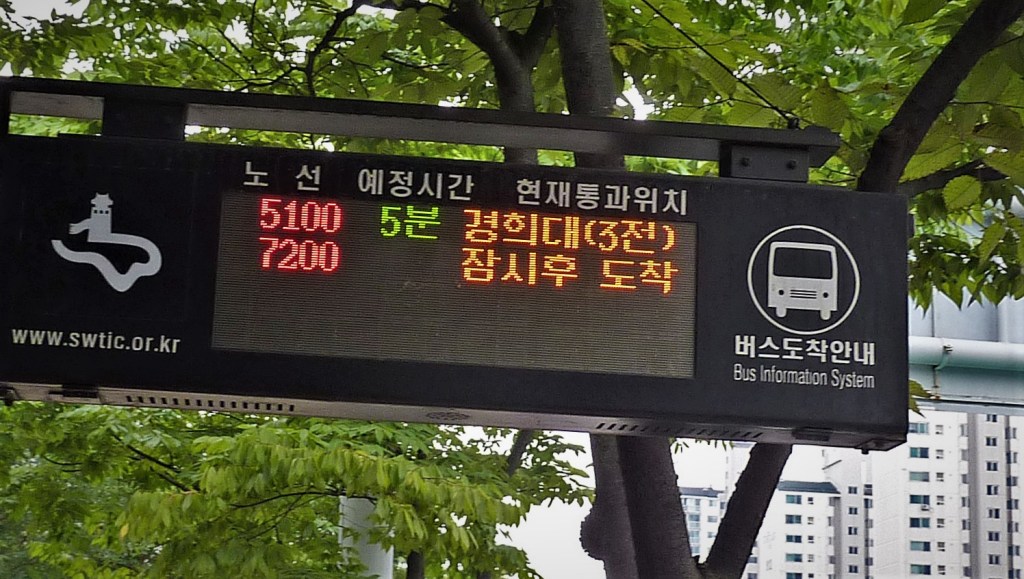 노선 예정시간 현재통과위치
5100 5분 경희대(3전)
7200 잠시후 도착
www.swtic.or.kr
버스도착안내
Bus Information System